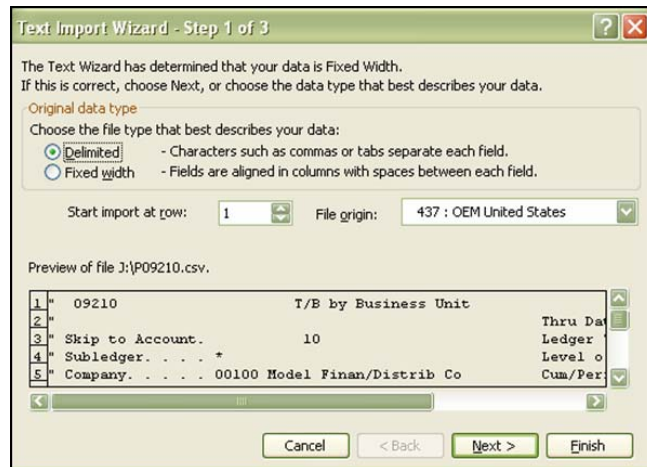 Text Import Wizard - Step 1 of 3
The Text Wizard has determined that your data is Fixed Width.
If this is correct, choose Next, or choose the data type that best describes your data.
Original data type
Choose the file type that best describes your data:
Delimited - Characters such as commas or tabs separate each field.
Fixed width - Fields are aligned in columns with spaces between each field.
Start import at row: 1 File origin: 437 : OEM United States
Preview of file J:\P09210.csv.
1 " 09210 T/B by Business Unit
2 " Thru Dat
3 " Skip to Account. 10 Ledger
4 " Subledger. . . . * Level o
5 " Company. . . . . 00100 Model Finan/Distrib Co Cum/Per
Cancel < Back Next > Finish